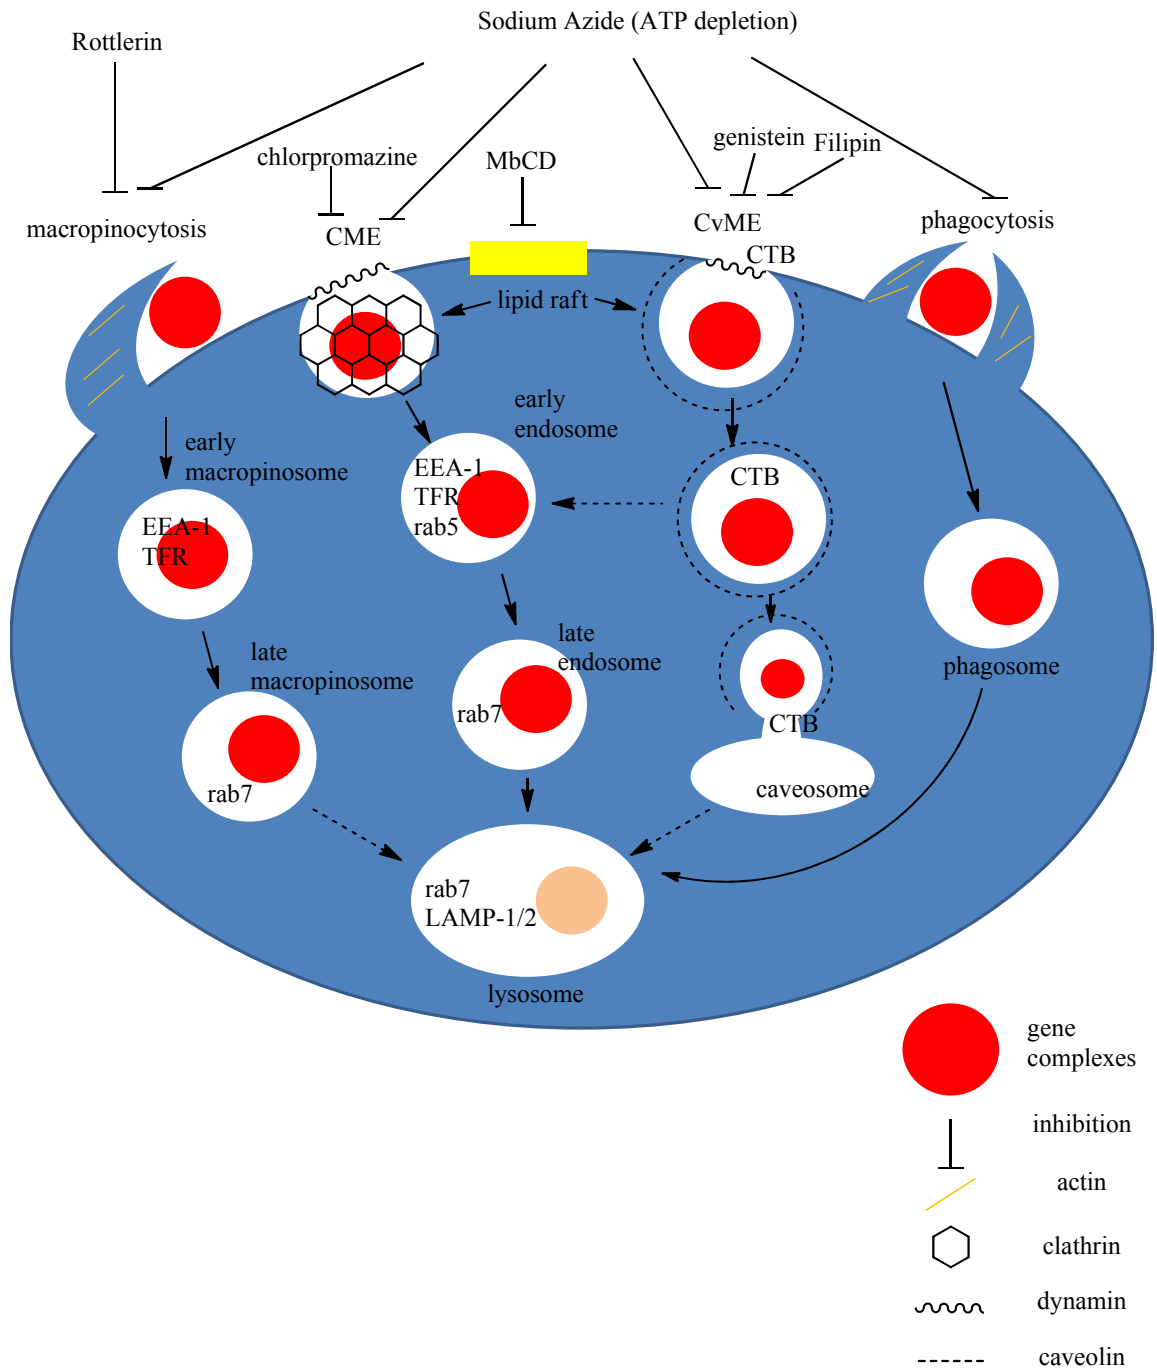 Sodium Azide (ATP depletion)
Rottlerin
genistein
Filipin
chlorpromazine
MbCD
macropinocytosis
CME
CvME
phagocytosis
CTB
lipid raft
early
endosome
early
macropinosome
EEA-1
TFR
rab5
CTB
EEA-1
TFR
late
endosome
late
macropinosome
phagosome
rab7
CTB
rab7
caveosome
rab7
LAMP-1/2
lysosome
gene
complexes
inhibition
actin
clathrin
dynamin
caveolin